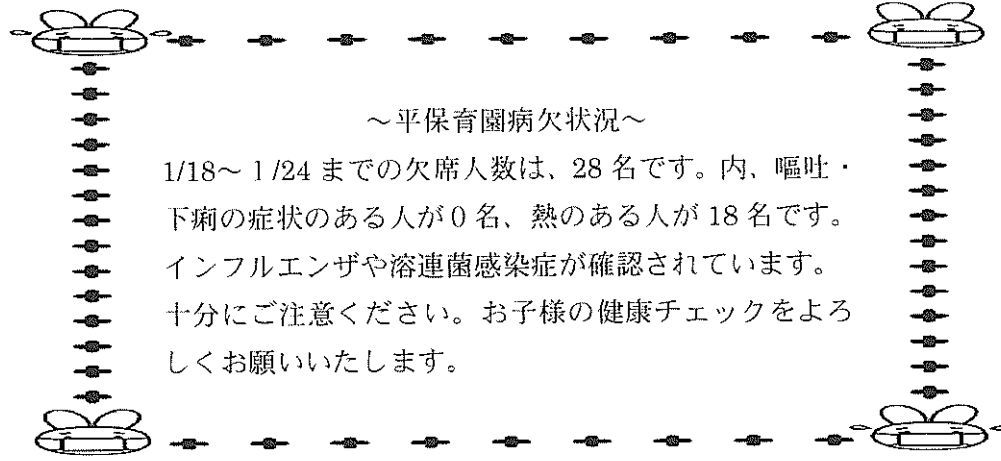 ～平保育園病欠状況～
1/18～１/24 までの欠席人数は、28 名です。内、嘔吐・
下痢の症状のある人が０名、熱のある人が 18 名です。
インフルエンザや溶連菌感染症が確認されています。
十分にご注意ください。お子様の健康チェックをよろ
しくお願いいたします。